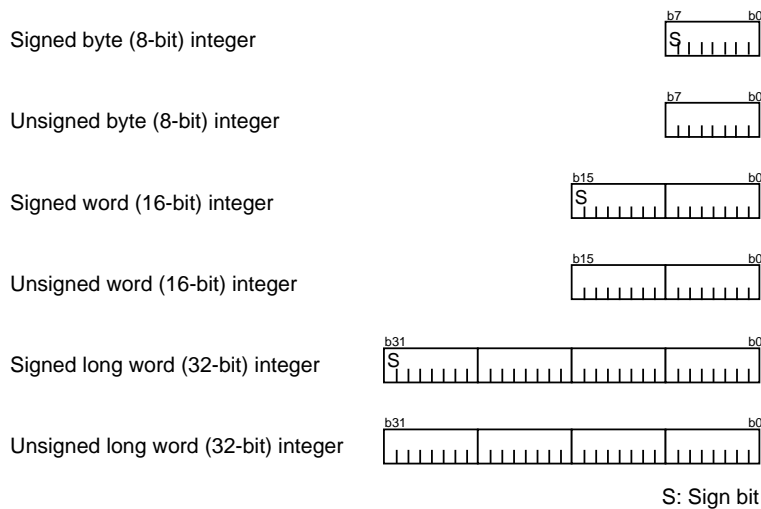 b7 b0
Signed byte (8-bit) integer S
b7 b0
Unsigned byte (8-bit) integer
b15 b0
Signed word (16-bit) integer S
b15 b0
Unsigned word (16-bit) integer
b31 b0
Signed long word (32-bit) integer S
b31 b0
Unsigned long word (32-bit) integer
S: Sign bit